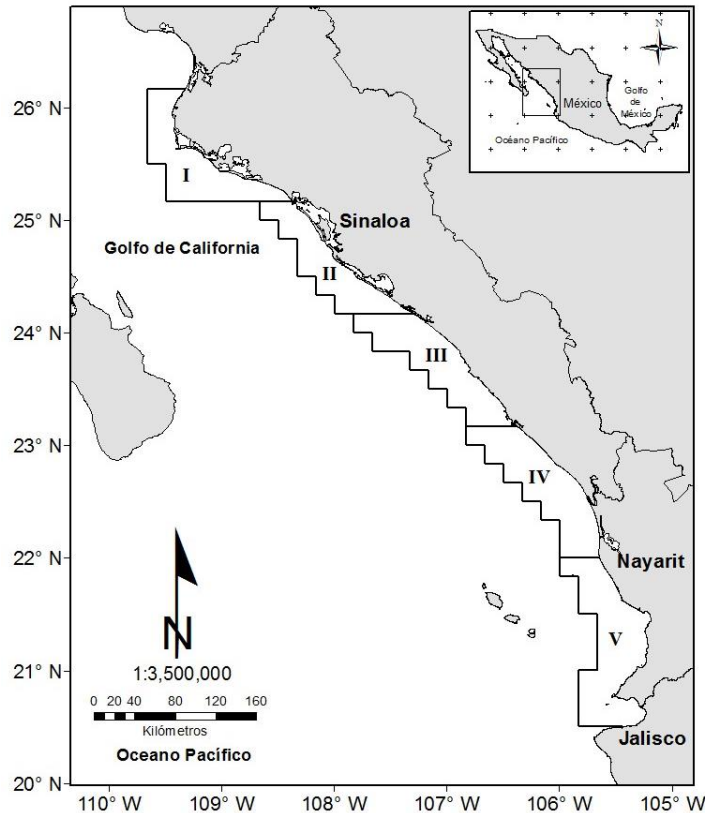 N
México
Golfo
de
México
Océano Pacífico
26° N
I
25° N
Sinaloa
Golfo de California
II
24° N
III
23° N
IV
22° N
Nayarit
V
N
21° N
1:3,500,000
0 20 40 80 120 160
Kilómetros
Jalisco
Oceano Pacífico
20° N
110° W 109° W 108° W 107° W 106° W 105° W